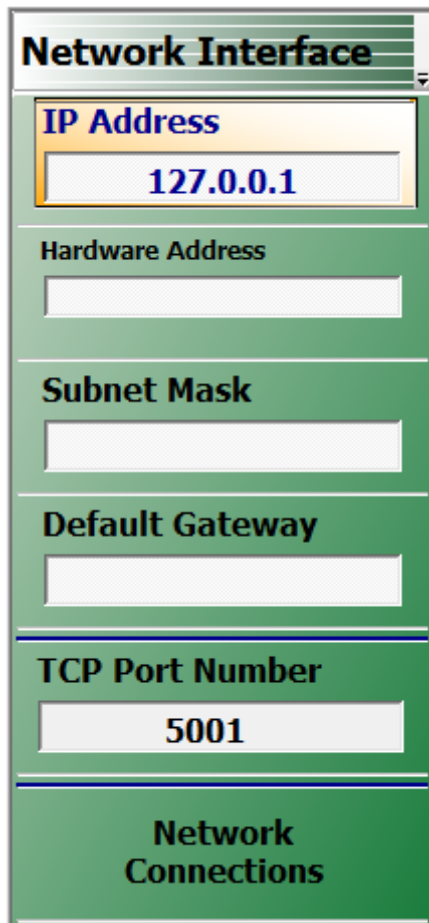 Network Interface
IP Address
127.0.0.1
Hardware Address
Subnet Mask
Default Gateway
TCP Port Number
5001
Network
Connections